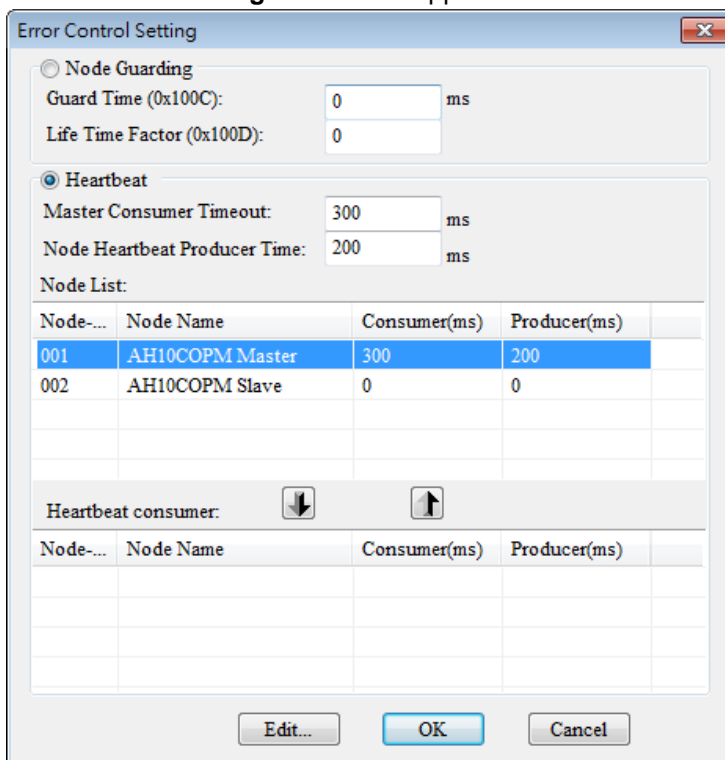 Error Control Setting
Node Guarding
Guard Time (0x100C): 0 ms
Life Time Factor (0x100D): 0
Heartbeat
Master Consumer Timeout: 300 ms
Node Heartbeat Producer Time: 200 ms
Node List:
Node-... Node Name Consumer(ms) Producer(ms)
001 AH10COPM Master 300 200
002 AH10COPM Slave 0 0
Heartbeat consumer:
Node-... Node Name Consumer(ms) Producer(ms)
Edit... OK Cancel